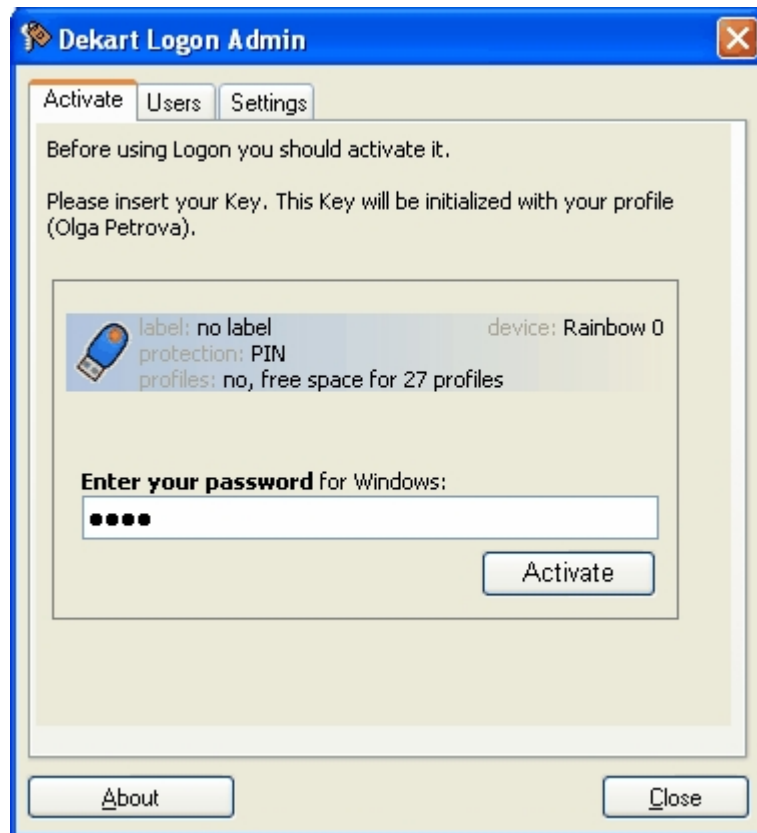 Dekart Logon Admin
Activate Users Settings
Before using Logon you should activate it.
Please insert your Key. This Key will be initialized with your profile
(Olga Petrova).
label: no label device: Rainbow 0
protection: PIN
profiles: no, free space for 27 profiles
Enter your password for Windows:
●●●●
Activate
About Close